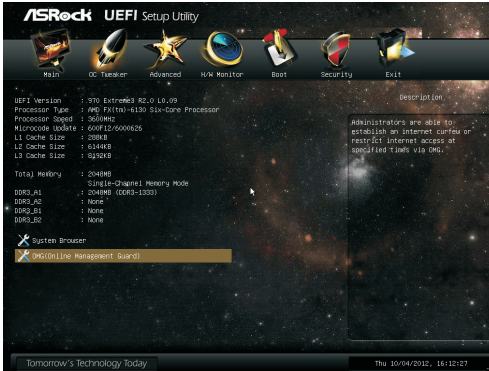 ASRock UEFI Setup Utility
Main OC Tweaker Advanced H/W Monitor Boot Security Exit
Description
UEFI Version : 970 Extreme3 R2.0 L0.09
Processor Type : AMD FX(tm)-6130 Six-Core Processor
Processor Speed : 3600MHz
Microcode Update : 600F12/6000626
L1 Cache Size : 288KB
L2 Cache Size : 6144KB
L3 Cache Size : 8192KB
Total Memory : 2048MB
Single-Channel Memory Mode
DDR3_A1 : 2048MB (DDR3-1333)
DDR3_A2 : None
DDR3_B1 : None
DDR3_B2 : None
System Browser
OMG(Online Management Guard)
Administrators are able to
establish an internet curfew or
restrict internet access at
specified times via OMG.
Tomorrow's Technology Today
Thu 10/04/2012, 16:12:27